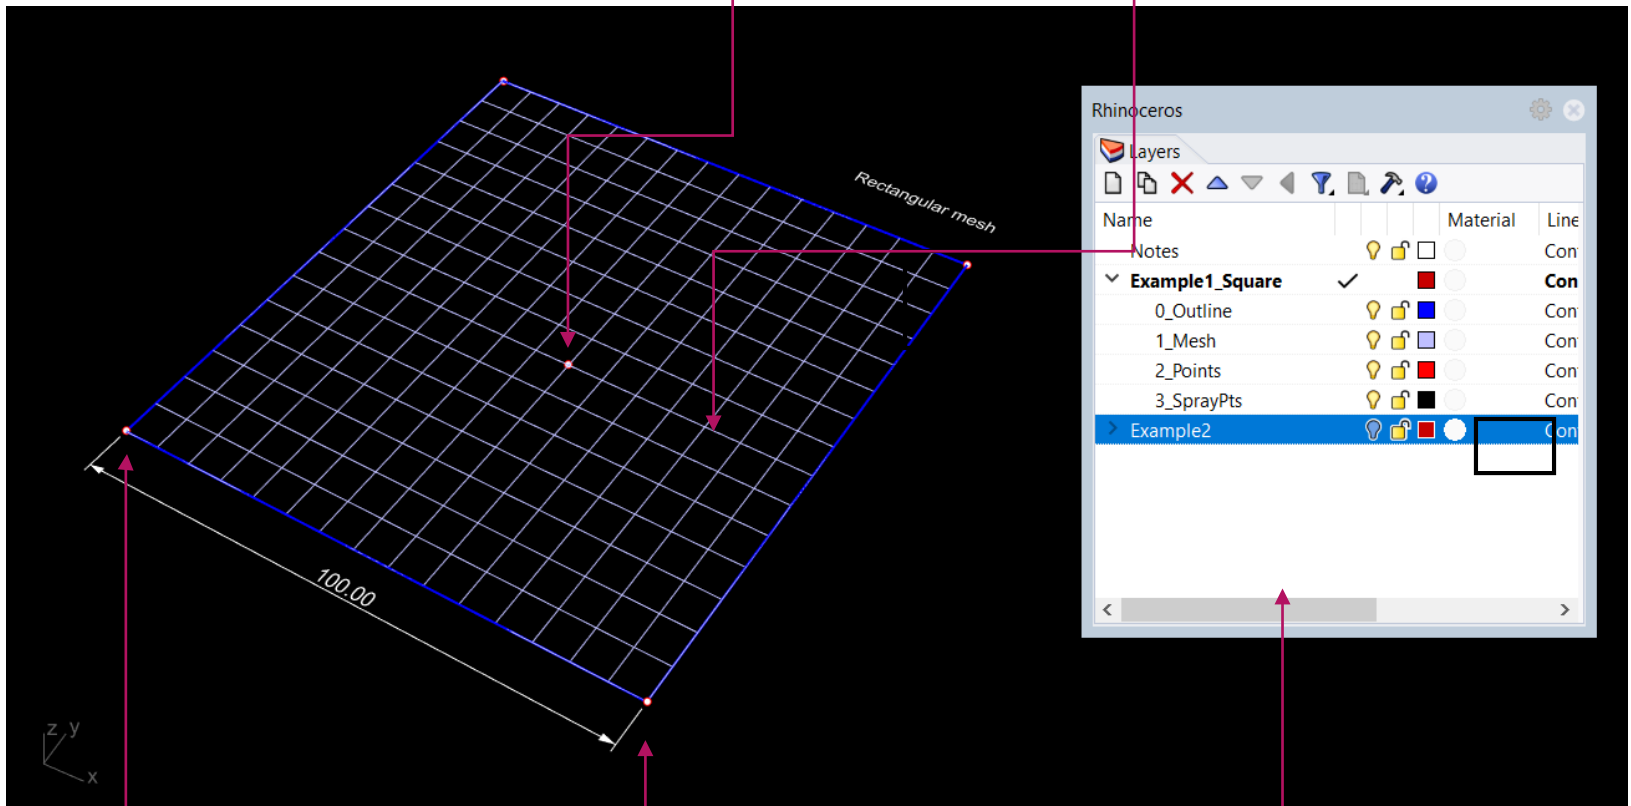 Rectangular mesh
100.00
z y
x
Rhinoceros
Layers
Name Material Line
Notes Con
Example1_Square Con
0_Outline Con
1_Mesh Con
2_Points Con
3_SprayPts Con
Example2 Con